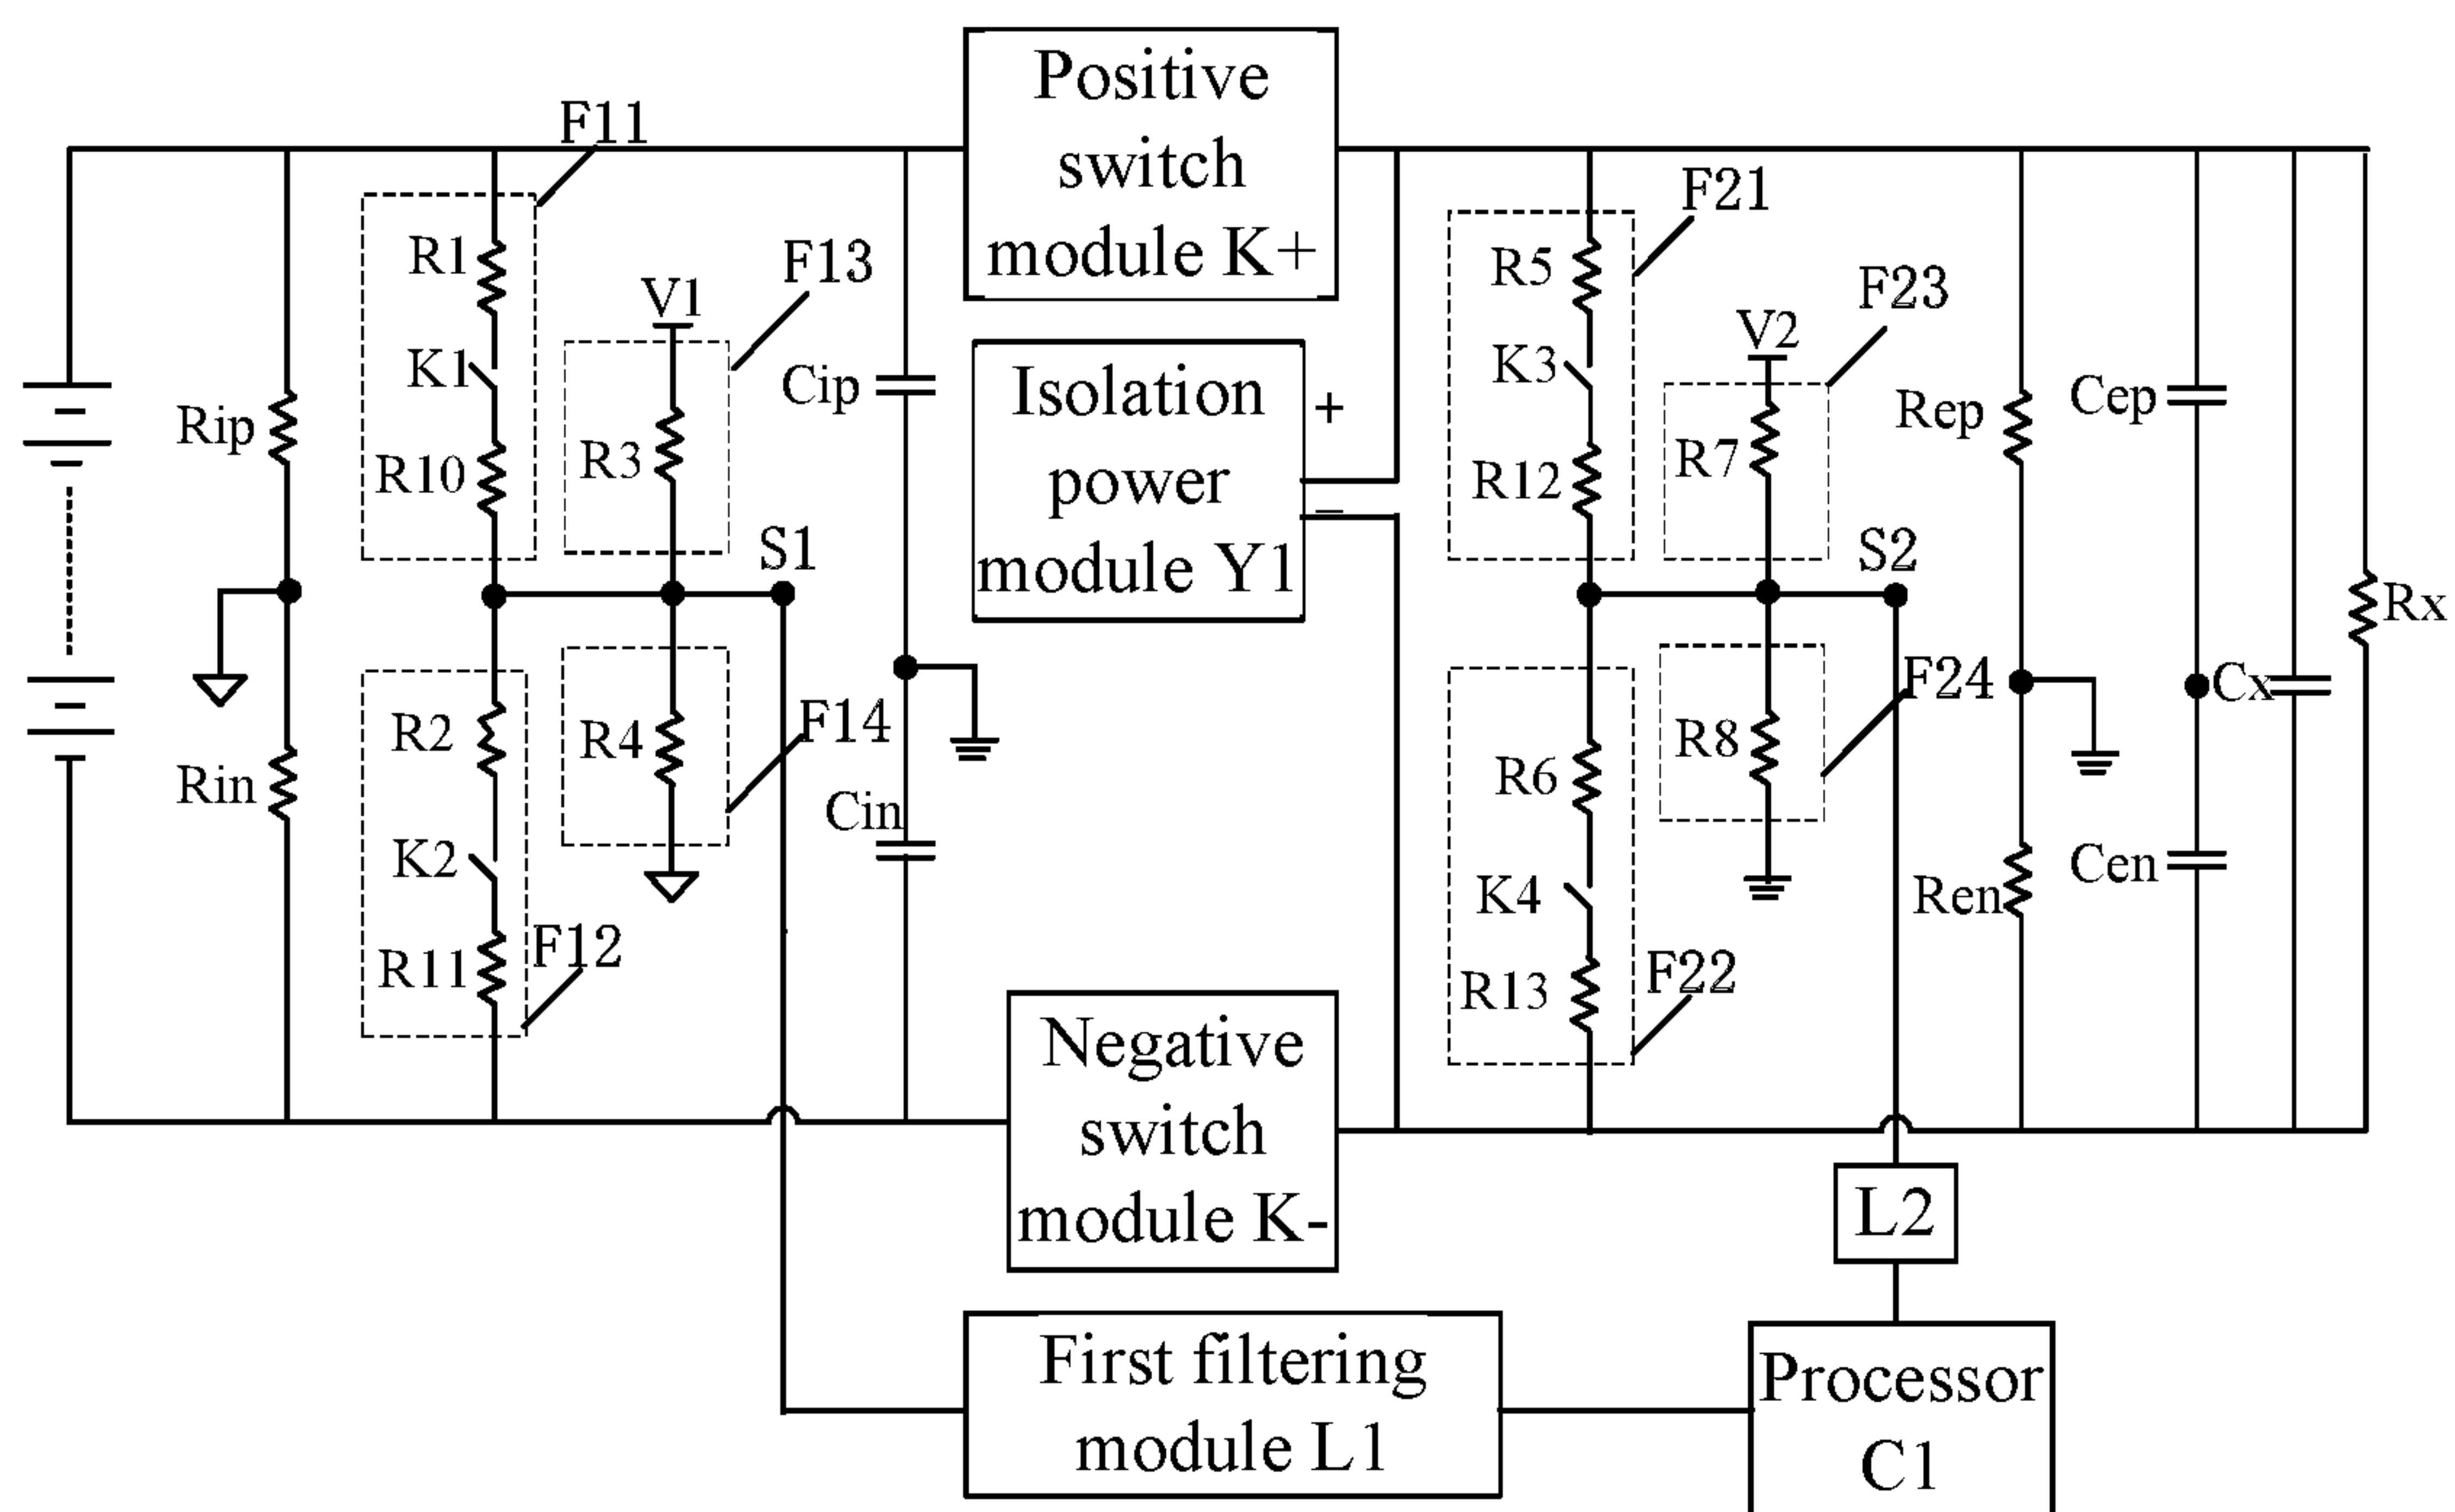 Positive
switch
module K+
F11
F21
R1
V1
F13
R5
V2
F23
K1
Cip
Isolation
power
module Y1
+
−
K3
Rep
Cep
Rip
R10
R3
R12
R7
S1
S2
Rx
R2
R4
F14
Cin
R6
R8
F24
Cx
Rin
K2
K4
Ren
Cen
R11
F12
R13
F22
Negative
switch
module K-
L2
First filtering
module L1
Processor
C1